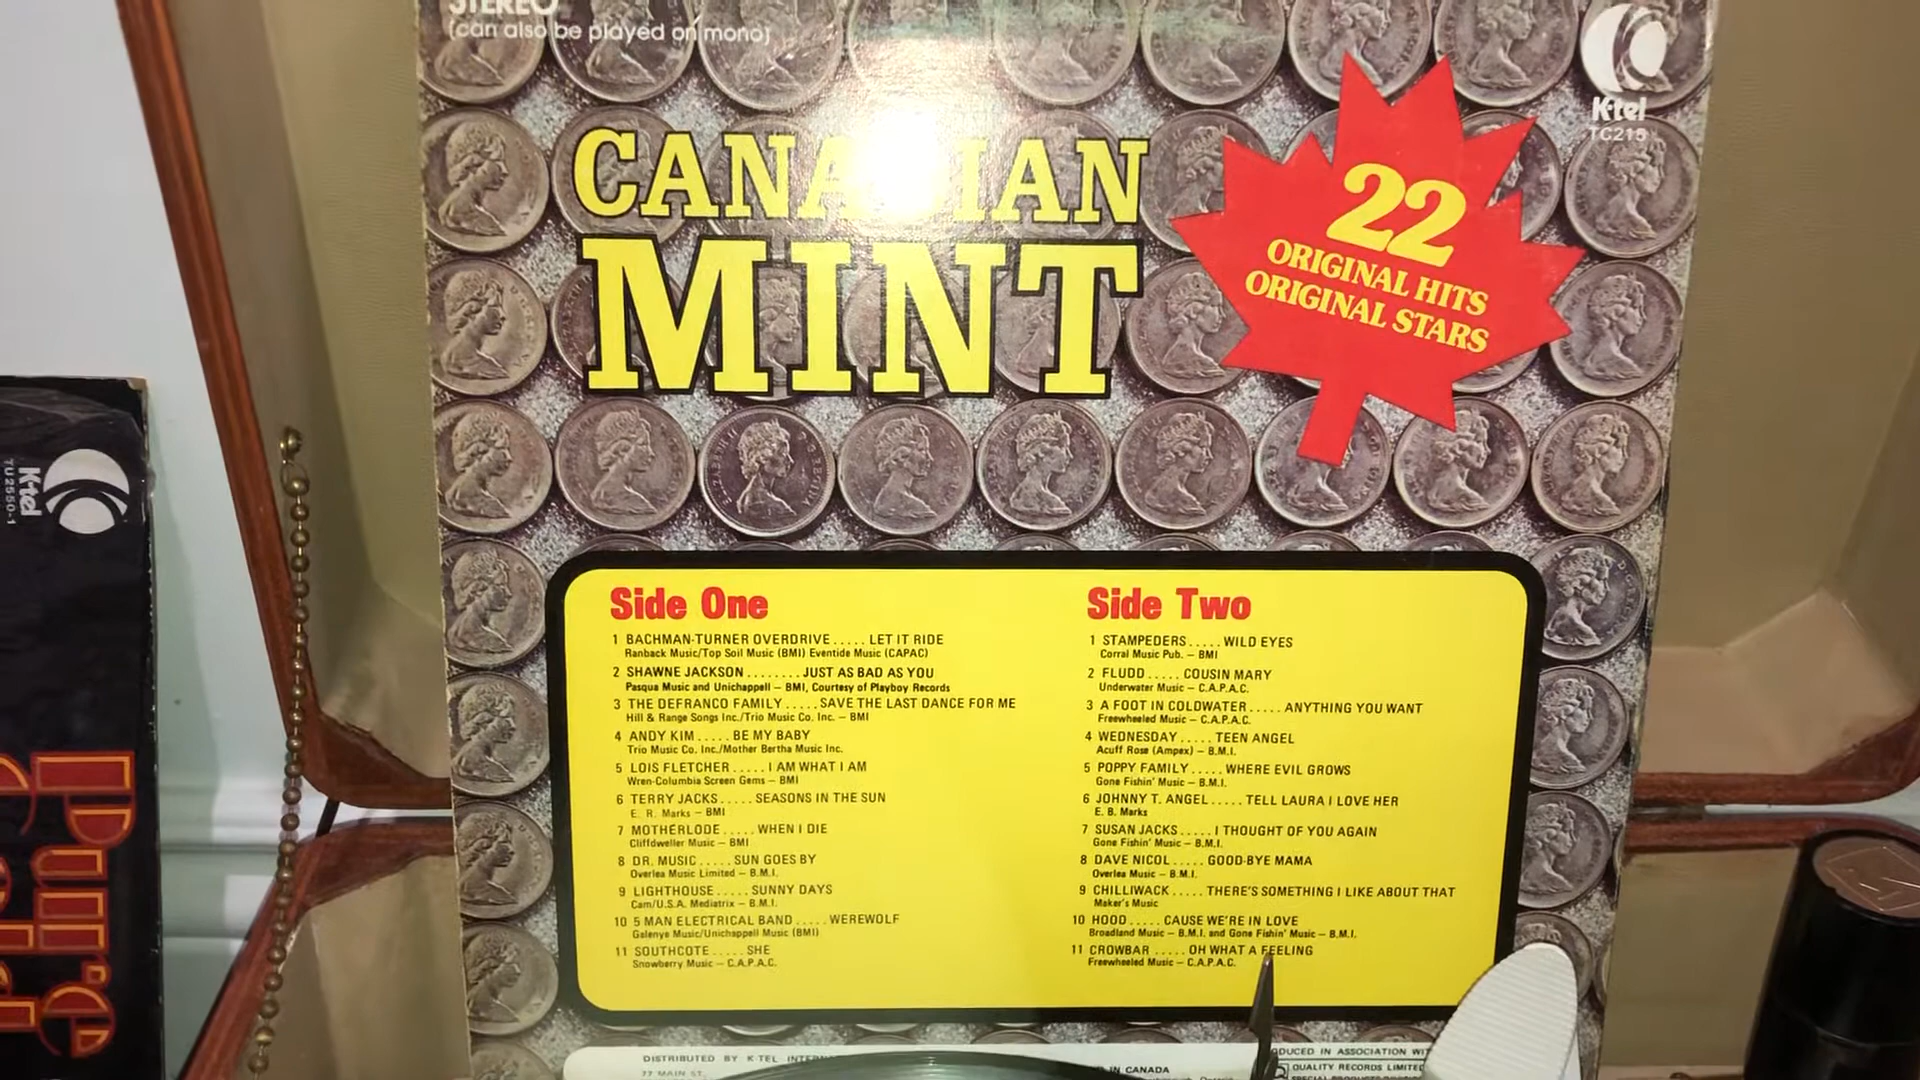 STEREO
(can also be played on mono)
K-tel
TC215
CANADIAN
MINT
22
ORIGINAL HITS
ORIGINAL STARS
Side One
1 BACHMAN-TURNER OVERDRIVE ..... LET IT RIDE
Ranback Music/Top Soil Music (BMI) Eventide Music (CAPAC)
2 SHAWNE JACKSON ........ JUST AS BAD AS YOU
Pasqua Music and Unichappell – BMI, Courtesy of Playboy Records
3 THE DEFRANCO FAMILY ..... SAVE THE LAST DANCE FOR ME
Hill & Range Songs Inc./Trio Music Co. Inc. – BMI
4 ANDY KIM ..... BE MY BABY
Trio Music Co. Inc./Mother Bertha Music Inc.
5 LOIS FLETCHER ..... I AM WHAT I AM
Wren-Columbia Screen Gems – BMI
6 TERRY JACKS ..... SEASONS IN THE SUN
E. R. Marks – BMI
7 MOTHERLODE ..... WHEN I DIE
Cliffdweller Music – BMI
8 DR. MUSIC ..... SUN GOES BY
Overlea Music Limited – B.M.I.
9 LIGHTHOUSE ..... SUNNY DAYS
Cam/U.S.A. Mediatrix – B.M.I.
10 5 MAN ELECTRICAL BAND ..... WEREWOLF
Galenye Music/Unichappell Music (BMI)
11 SOUTHCOTE ..... SHE
Snowberry Music – C.A.P.A.C.
Side Two
1 STAMPEDERS ..... WILD EYES
Corral Music Pub. – BMI
2 FLUDD ..... COUSIN MARY
Underwater Music – C.A.P.A.C.
3 A FOOT IN COLDWATER ..... ANYTHING YOU WANT
Freewheeled Music – C.A.P.A.C.
4 WEDNESDAY ..... TEEN ANGEL
Acuff Rose (Ampex) – B.M.I.
5 POPPY FAMILY ..... WHERE EVIL GROWS
Gone Fishin' Music – B.M.I.
6 JOHNNY T. ANGEL ..... TELL LAURA I LOVE HER
E. B. Marks
7 SUSAN JACKS ..... I THOUGHT OF YOU AGAIN
Gone Fishin' Music – B.M.I.
8 DAVE NICOL ..... GOOD-BYE MAMA
Overlea Music – B.M.I.
9 CHILLIWACK ..... THERE'S SOMETHING I LIKE ABOUT THAT
Maker's Music
10 HOOD ..... CAUSE WE'RE IN LOVE
Broadland Music – B.M.I. and Gone Fishin' Music – B.M.I.
11 CROWBAR ..... OH WHAT A FEELING
Freewheeled Music – C.A.P.A.C.
DISTRIBUTED BY K-TEL
77 MAIN ST.
IN CANADA
IN ASSOCIATION
QUALITY RECORDS LIMITED
K-tel
TU2550-1
Pure